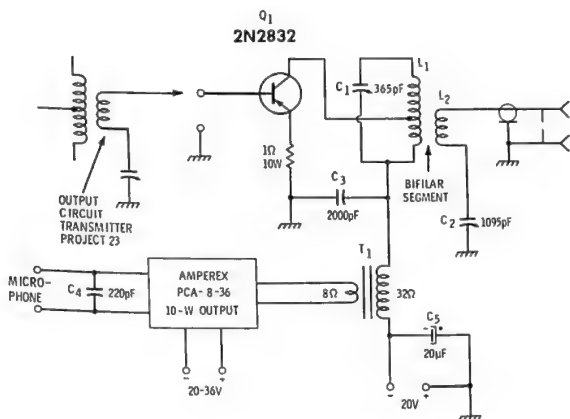 Q1
2N2832
L1
C1
365pF
L2
1Ω
10W
C3
2000pF
BIFILAR
SEGMENT
C2
1095pF
OUTPUT
CIRCUIT
TRANSMITTER
PROJECT 23
T1
MICRO-
PHONE
C4
220pF
AMPEREX
PCA-8-36
10-W OUTPUT
8Ω
32Ω
- +
20-36V
C5
- +
20µF
- +
20V